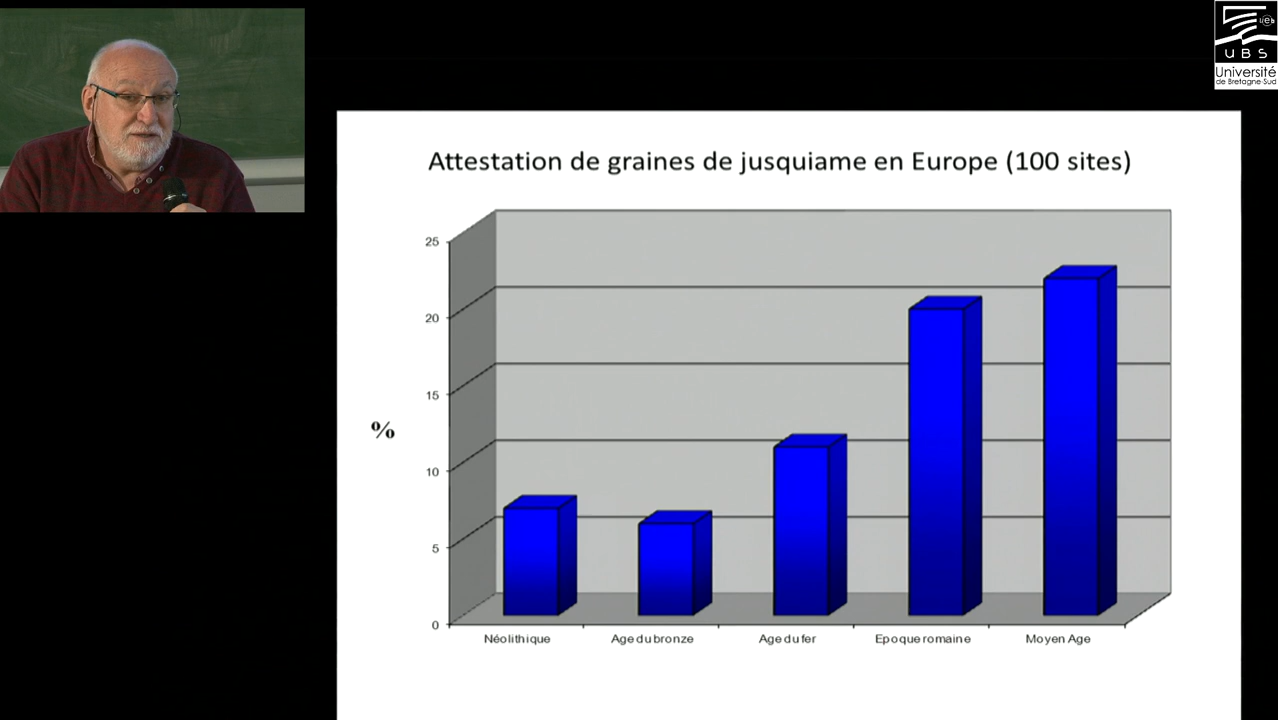 UEB
UBS
Université
de Bretagne-Sud
Attestation de graines de jusquiame en Europe (100 sites)
25
20
15
%
10
5
0
Néolithique Age du bronze Age du fer Epoque romaine Moyen Age